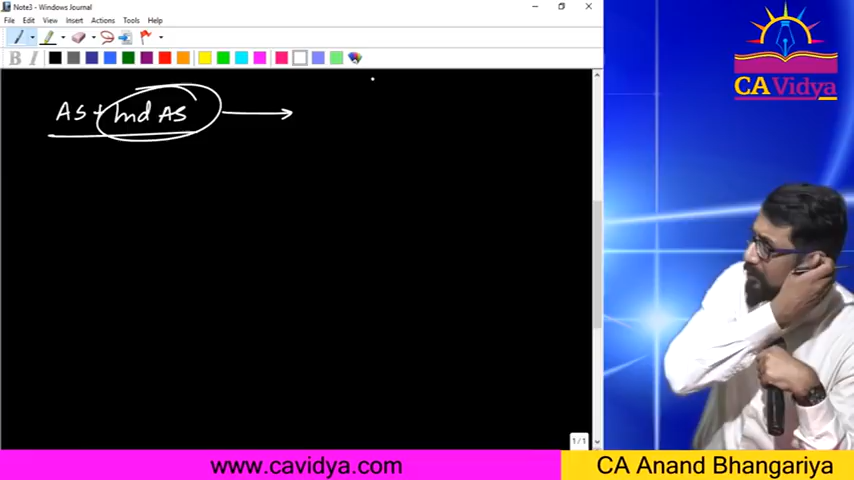 Note3 - Windows Journal
File Edit View Insert Actions Tools Help
B I
AS + Ind AS
1/1
CA Vidya
www.cavidya.com
CA Anand Bhangariya